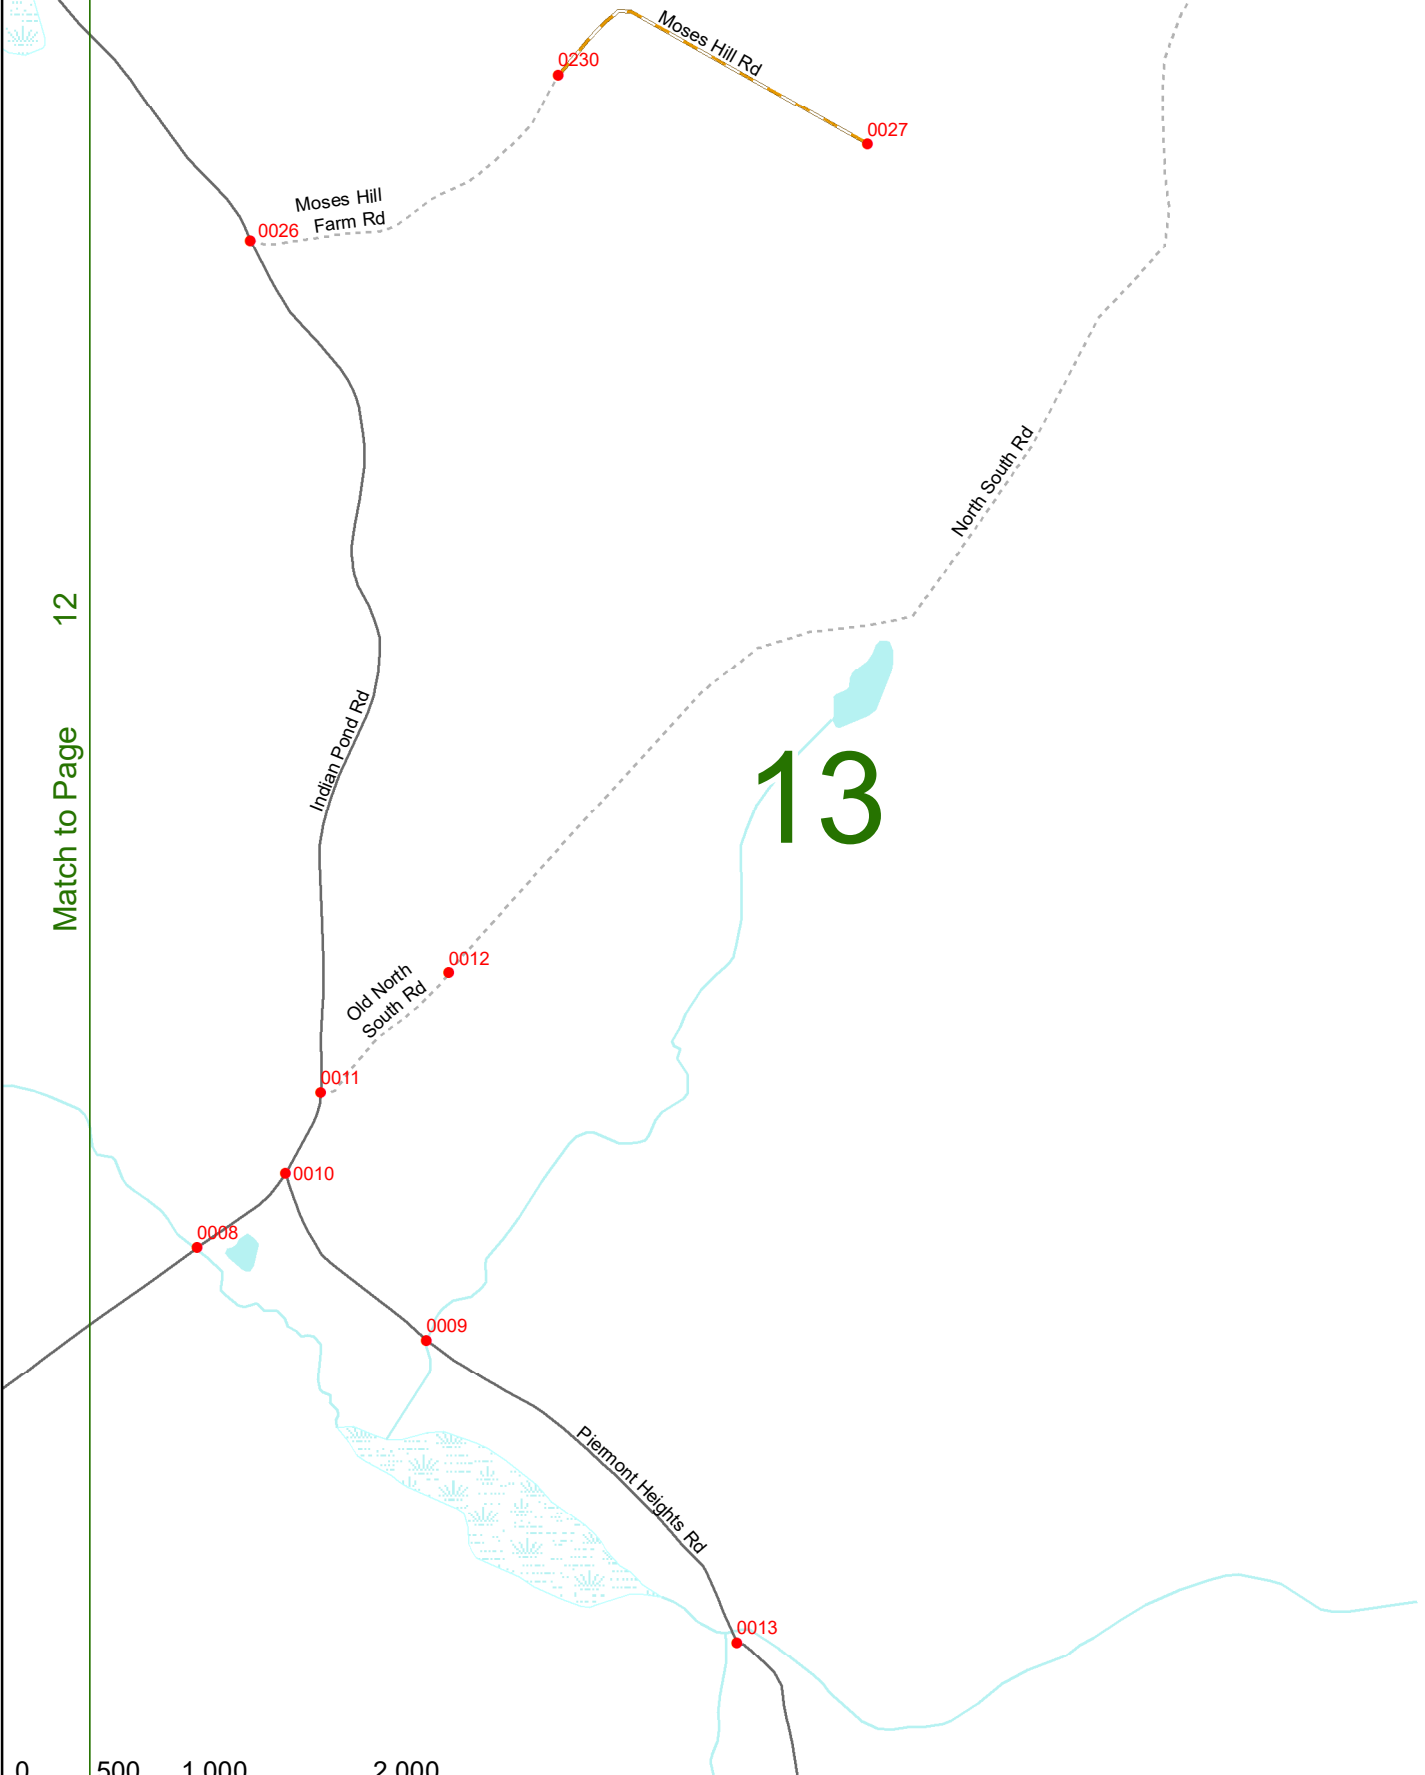 Moses Hill Rd
0230
0027
Moses Hill
Farm Rd
0026
North South Rd
Match to Page 12
Indian Pond Rd
13
0012
Old North
South Rd
0011
0010
0008
0009
Piermont Heights Rd
0013
0 500 1,000 2,000